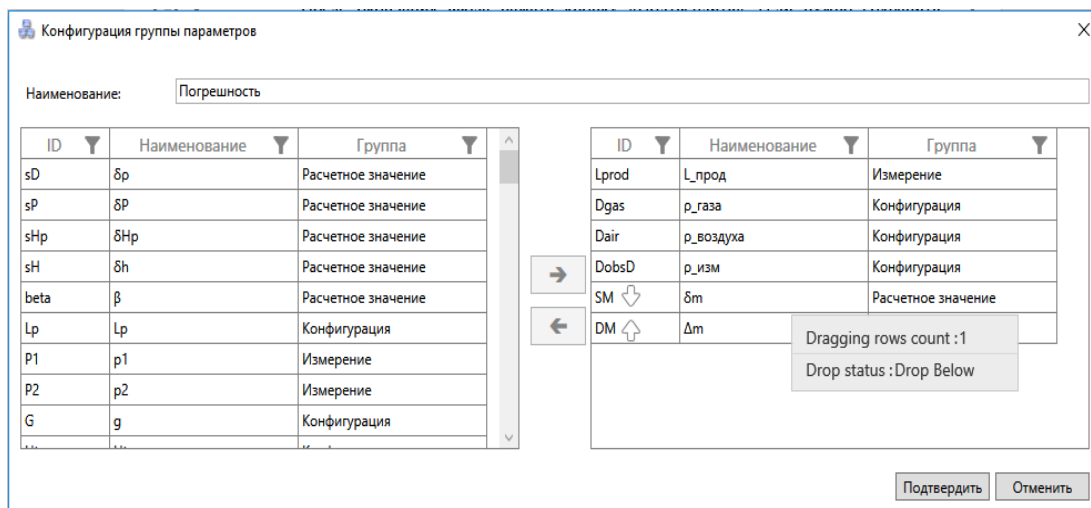 Конфигурация группы параметров
X
Наименование: Погрешность
ID Наименование Группа
sD δρ Расчетное значение
sP δP Расчетное значение
sHp δHp Расчетное значение
sH δh Расчетное значение
beta β Расчетное значение
Lp Lp Конфигурация
P1 p1 Измерение
P2 p2 Измерение
G g Конфигурация
ID Наименование Группа
Lprod L_прод Измерение
Dgas ρ_газа Конфигурация
Dair ρ_воздуха Конфигурация
DobsD ρ_изм Конфигурация
SM δm Расчетное значение
DM Δm
Dragging rows count :1
Drop status :Drop Below
Подтвердить Отменить